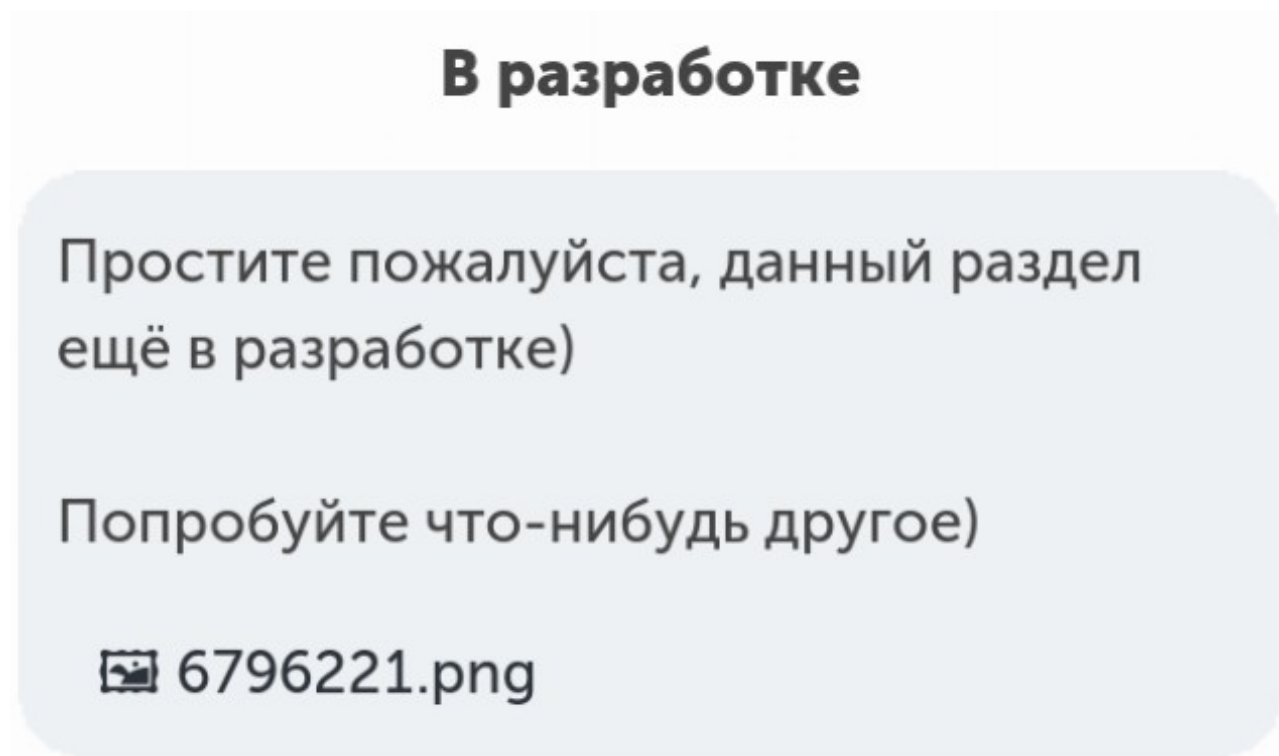 В разработке
Простите пожалуйста, данный раздел
ещё в разработке)
Попробуйте что-нибудь другое)
🖼 6796221.png